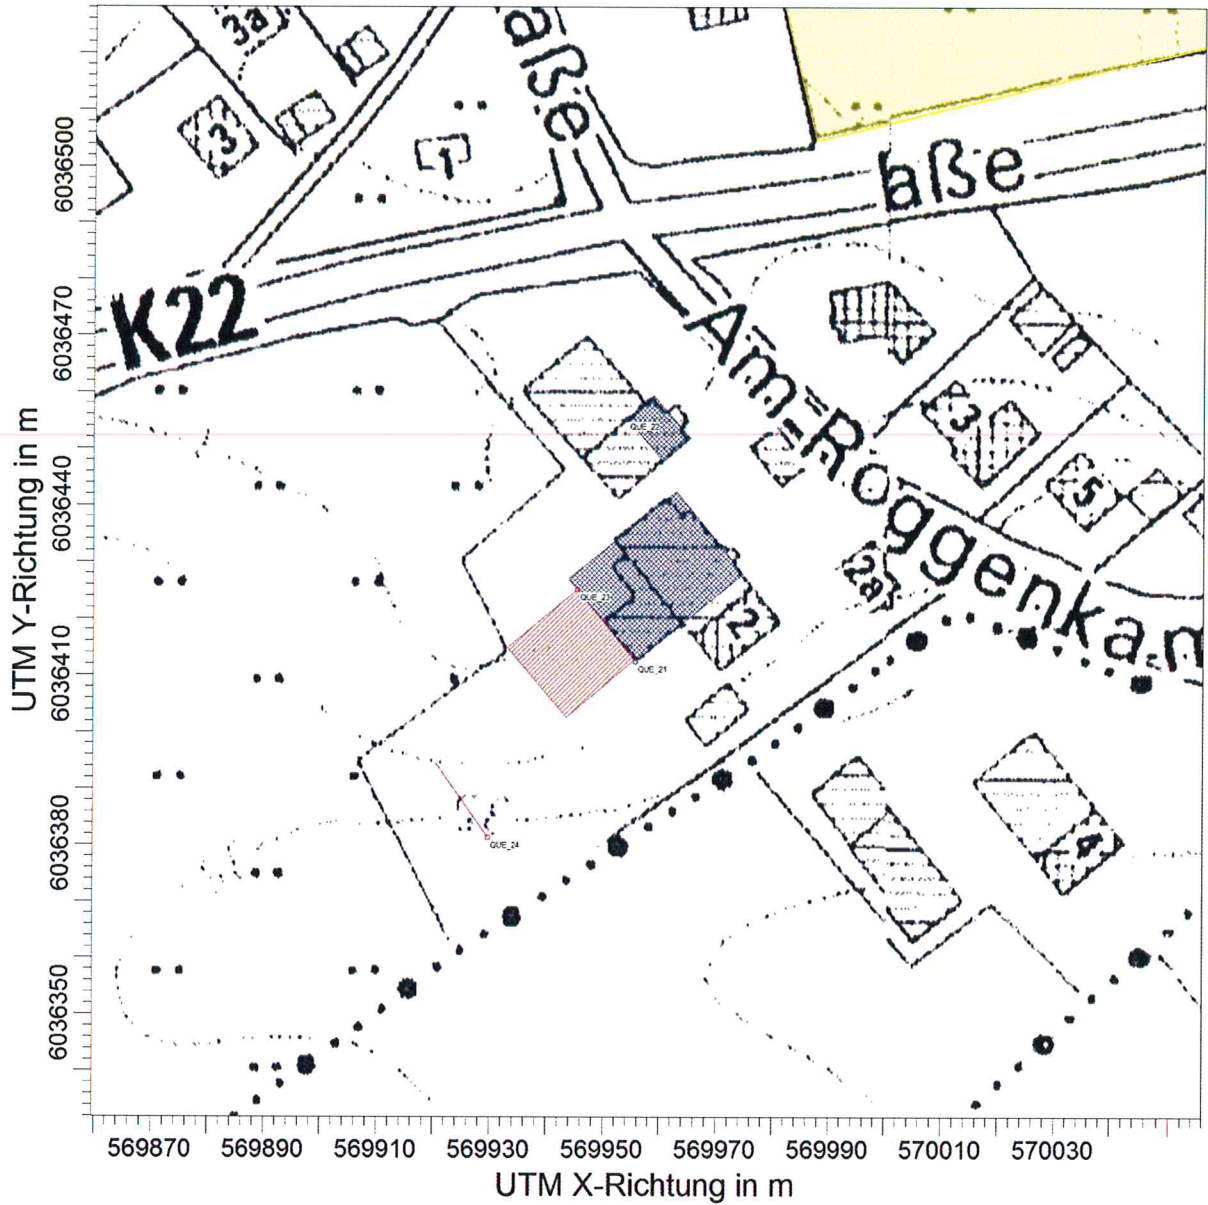 3a
aße
3
1
aße
6036500
K22
6036470
Am-Roggenkam
3
QUE_22
5
6036440
2a
QUE_23
2
QUE_21
6036410
6036380
QUE_24
4
6036350
UTM Y-Richtung in m
569870 569890 569910 569930 569950 569970 569990 570010 570030
UTM X-Richtung in m